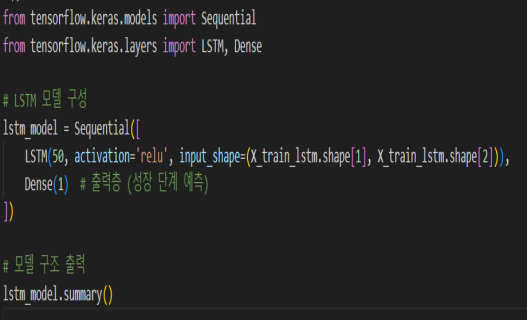 from tensorflow.keras.models import Sequential
from tensorflow.keras.layers import LSTM, Dense
# LSTM 모델 구성
lstm_model = Sequential([
LSTM(50, activation='relu', input_shape=(X_train_lstm.shape[1], X_train_lstm.shape[2])),
Dense(1) # 출력층 (성장 단계 예측)
])
# 모델 구조 출력
lstm_model.summary()